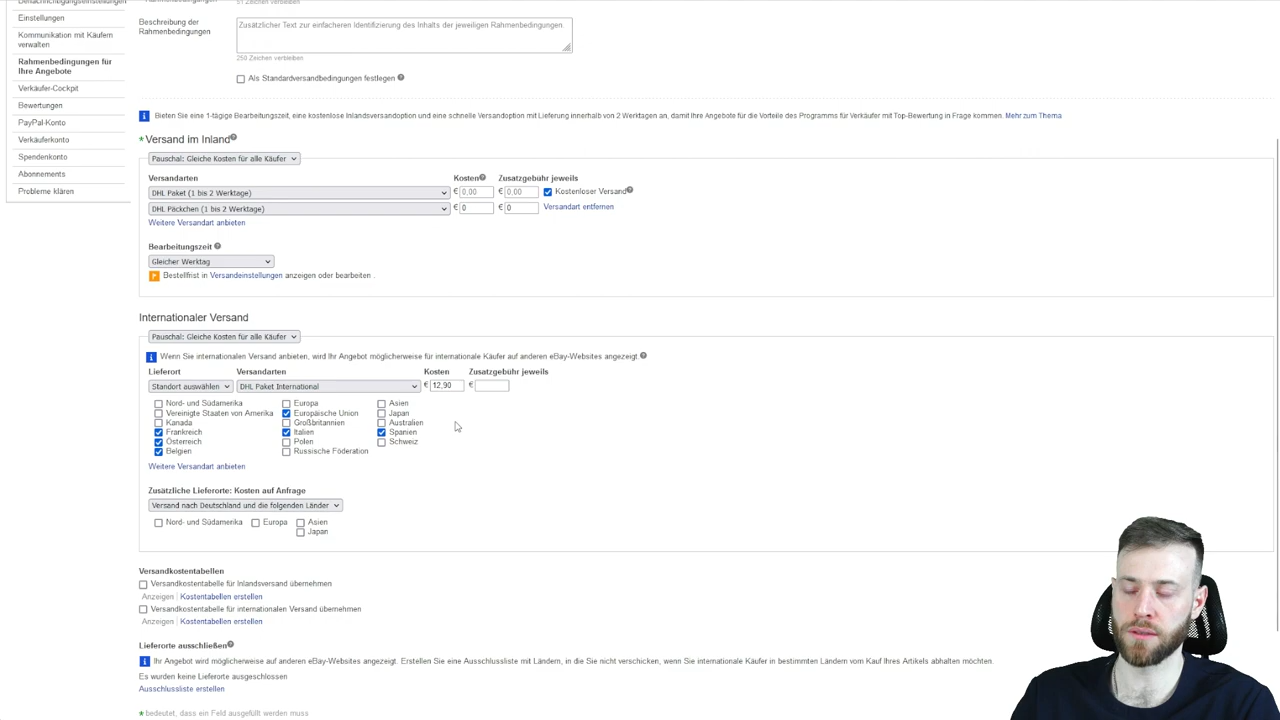 Benachrichtigungseinstellungen
Einstellungen
Kommunikation mit Käufern
verwalten
Rahmenbedingungen für
Ihre Angebote
Verkäufer-Cockpit
Bewertungen
PayPal-Konto
Verkäuferkonto
Spendenkonto
Abonnements
Probleme klären
Rahmenbedingungen
51 Zeichen verbleiben
Beschreibung der
Rahmenbedingungen
Zusätzlicher Text zur einfacheren Identifizierung des Inhalts der jeweiligen Rahmenbedingungen.
250 Zeichen verbleiben
Als Standardversandbedingungen festlegen ?
i Bieten Sie eine 1-tägige Bearbeitungszeit, eine kostenlose Inlandsversandoption und eine schnelle Versandoption mit Lieferung innerhalb von 2 Werktagen an, damit Ihre Angebote für die Vorteile des Programms für Verkäufer mit Top-Bewertung in Frage kommen. Mehr zum Thema
* Versand im Inland ?
Pauschal: Gleiche Kosten für alle Käufer
Versandarten Kosten ? Zusatzgebühr jeweils
DHL Paket (1 bis 2 Werktage) € 0,00 € 0,00 Kostenloser Versand ?
DHL Päckchen (1 bis 2 Werktage) € 0 € 0 Versandart entfernen
Weitere Versandart anbieten
Bearbeitungszeit ?
Gleicher Werktag
Bestellfrist in Versandeinstellungen anzeigen oder bearbeiten .
Internationaler Versand
Pauschal: Gleiche Kosten für alle Käufer
i Wenn Sie internationalen Versand anbieten, wird Ihr Angebot möglicherweise für internationale Käufer auf anderen eBay-Websites angezeigt. ?
Lieferort Versandarten Kosten Zusatzgebühr jeweils
Standort auswählen DHL Paket International € 12,90 €
Nord- und Südamerika Europa Asien
Vereinigte Staaten von Amerika Europäische Union Japan
Kanada Großbritannien Australien
Frankreich Italien Spanien
Österreich Polen Schweiz
Belgien Russische Föderation
Weitere Versandart anbieten
Zusätzliche Lieferorte: Kosten auf Anfrage
Versand nach Deutschland und die folgenden Länder
Nord- und Südamerika Europa Asien
Japan
Versandkostentabellen
Versandkostentabelle für Inlandsversand übernehmen
Anzeigen | Kostentabellen erstellen
Versandkostentabelle für internationalen Versand übernehmen
Anzeigen | Kostentabellen erstellen
Lieferorte ausschließen ?
i Ihr Angebot wird möglicherweise auf anderen eBay-Websites angezeigt. Erstellen Sie eine Ausschlussliste mit Ländern, in die Sie nicht verschicken, wenn Sie internationale Käufer in bestimmten Ländern vom Kauf Ihres Artikels abhalten möchten.
Es wurden keine Lieferorte ausgeschlossen
Ausschlussliste erstellen
* bedeutet, dass ein Feld ausgefüllt werden muss